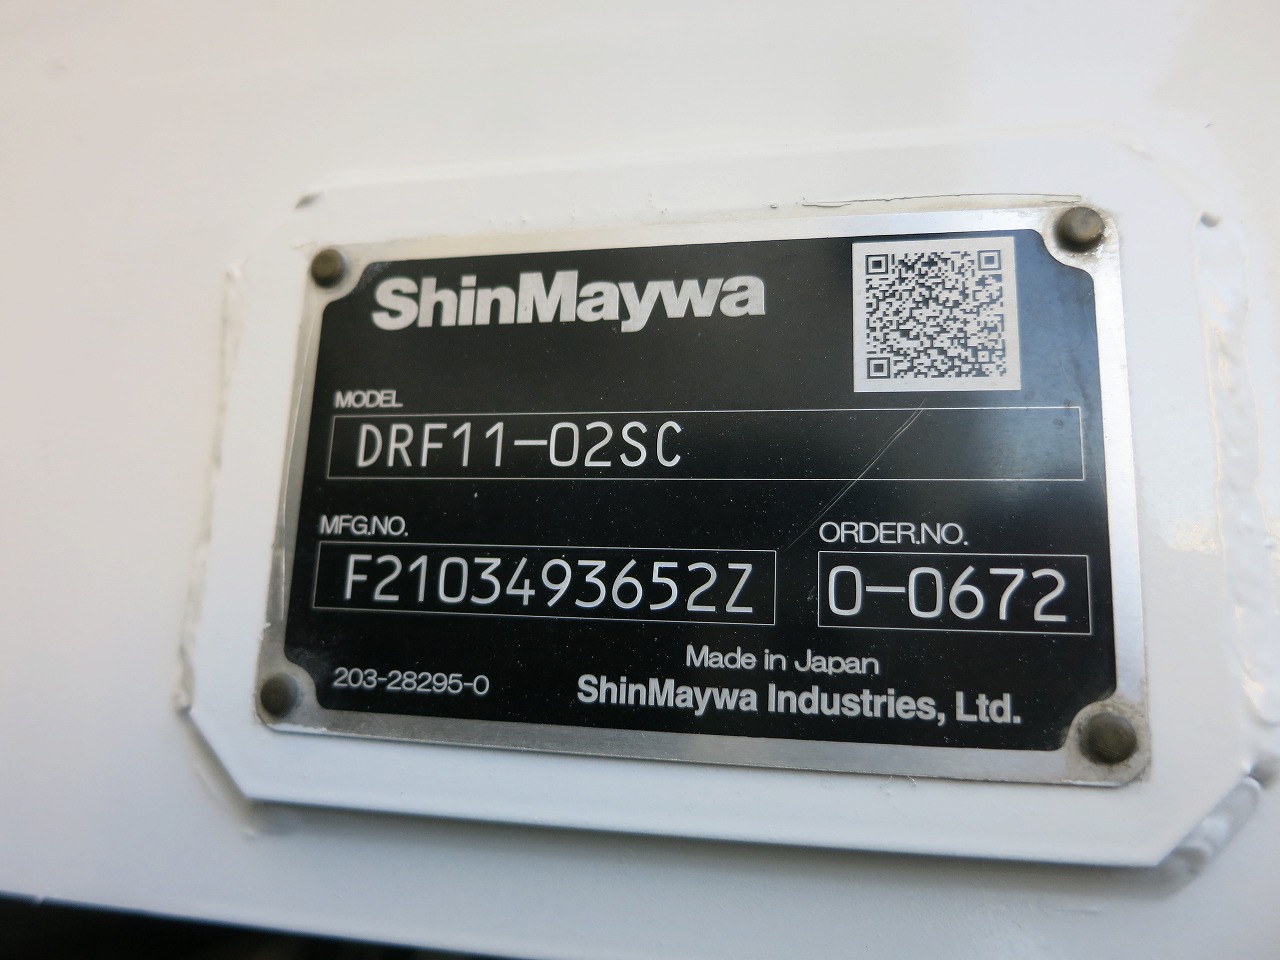 ShinMaywa
MODEL
DRF11-02SC
MFG.NO.
F2103493652Z
ORDER.NO.
0-0672
Made in Japan
203-28295-0
ShinMaywa Industries, Ltd.